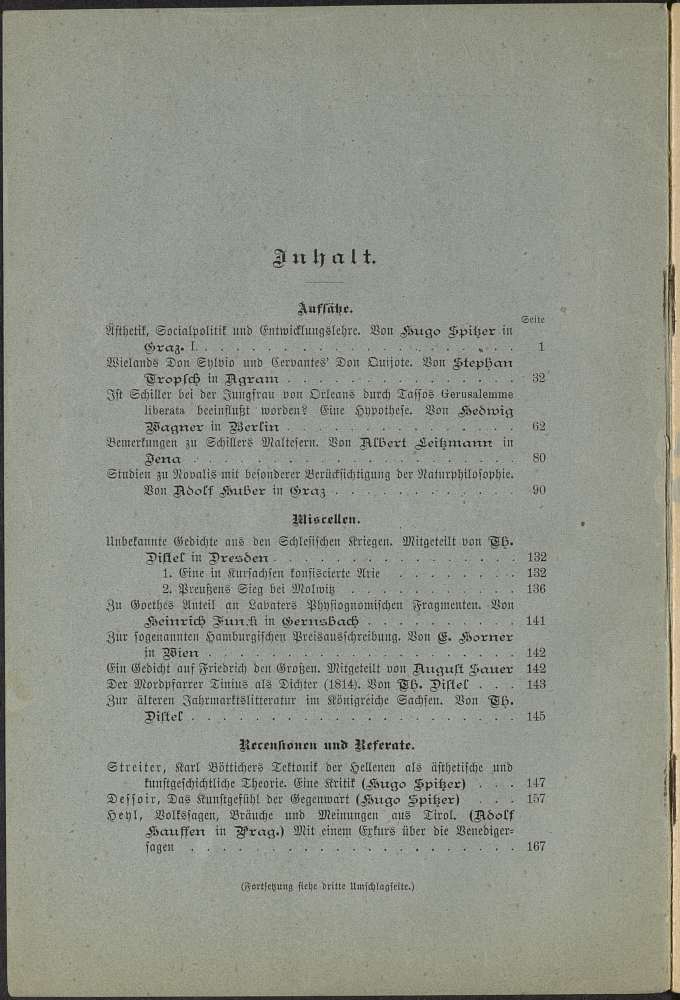 Inhalt.
Aufsätze.
Seite
Ästhetik, Socialpolitik und Entwicklungslehre. Von Hugo Spitzer in
Graz. I. . . . . . . . . . . . . . . . . . . . . 1
Wielands Don Sylvio und Cervantes' Don Quijote. Von Stephan
Tropsch in Agram . . . . . . . . . . . . . . . . 32
Ist Schiller bei der Jungfrau von Orleans durch Tassos Gerusalemme
liberata beeinflußt worden? Eine Hypothese. Von Hedwig
Wagner in Berlin . . . . . . . . . . . . . . . . 62
Bemerkungen zu Schillers Maltesern. Von Albert Leitzmann in
Jena . . . . . . . . . . . . . . . . . . . . . . 80
Studien zu Novalis mit besonderer Berücksichtigung der Naturphilosophie.
Von Adolf Huber in Graz . . . . . . . . . . . . . 90
Miscellen.
Unbekannte Gedichte aus den Schlesischen Kriegen. Mitgeteilt von Th.
Distel in Dresden . . . . . . . . . . . . . . . . . 132
1. Eine in Kursachsen konfiscierte Arie . . . . . . . . 132
2. Preußens Sieg bei Molwitz . . . . . . . . . . . . 136
Zu Goethes Anteil an Lavaters Physiognomischen Fragmenten. Von
Heinrich Funck in Gernsbach . . . . . . . . . . 141
Zur sogenannten Hamburgischen Preisausschreibung. Von E. Horner
in Wien . . . . . . . . . . . . . . . . . . . . . 142
Ein Gedicht auf Friedrich den Großen. Mitgeteilt von August Sauer 142
Der Mordpfarrer Tinius als Dichter (1814). Von Th. Distel . . . 143
Zur älteren Jahrmarktslitteratur im Königreiche Sachsen. Von Th.
Distel . . . . . . . . . . . . . . . . . . . . . . 145
Recensionen und Referate.
Streiter, Karl Böttichers Tektonik der Hellenen als ästhetische und
kunstgeschichtliche Theorie. Eine Kritik (Hugo Spitzer) . . . 147
Dessoir, Das Kunstgefühl der Gegenwart (Hugo Spitzer) . . . 157
Heyl, Volkssagen, Bräuche und Meinungen aus Tirol. (Adolf
Hauffen in Prag.) Mit einem Exkurs über die Venediger-
sagen . . . . . . . . . . . . . . . . . . . . . . 167
(Fortsetzung siehe dritte Umschlagseite.)